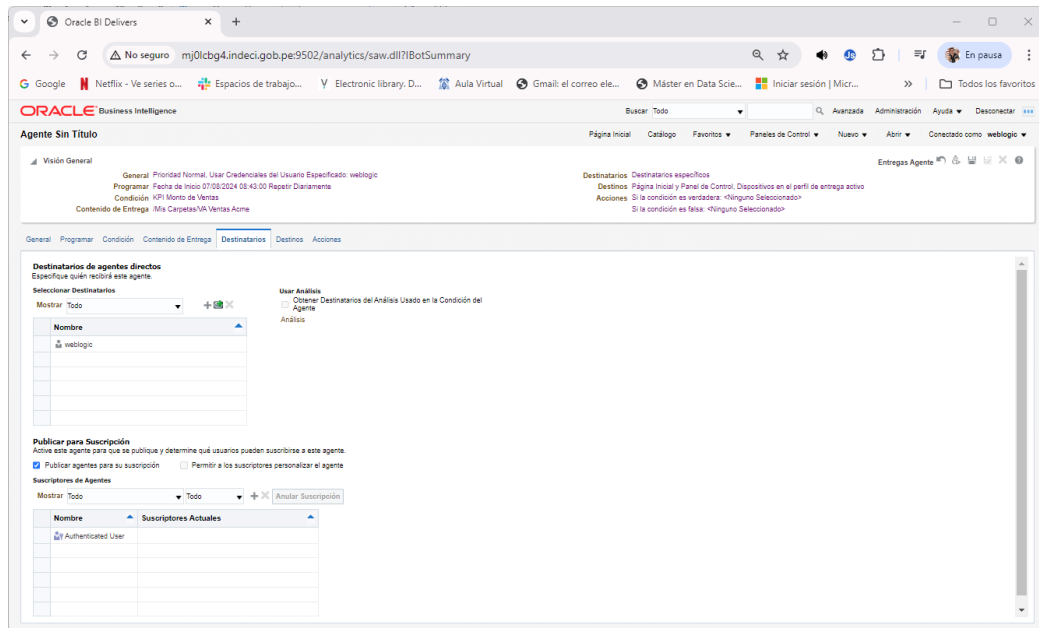 Oracle BI Delivers
No seguro mj0lcbg4.indeci.gob.pe:9502/analytics/saw.dll?IBotSummary
En pausa
Google Netflix - Ve series o... Espacios de trabajo... Electronic library. D... Aula Virtual Gmail: el correo ele... Máster en Data Scie... Iniciar sesión | Micr... » Todos los favoritos
ORACLE Business Intelligence Buscar Todo Avanzada Administración Ayuda Desconectar
Agente Sin Título Página Inicial Catálogo Favoritos Paneles de Control Nuevo Abrir Conectado como weblogic
Visión General Entregas Agente
General Prioridad Normal, Usar Credenciales del Usuario Especificado: weblogic Destinatarios Destinatarios específicos
Programar Fecha de Inicio 07/08/2024 08:43:00 Repetir Diariamente Destinos Página Inicial y Panel de Control, Dispositivos en el perfil de entrega activo
Condición KPI Monto de Ventas Acciones Si la condición es verdadera: <Ninguno Seleccionado>
Contenido de Entrega /Mis Carpetas/VA Ventas Acme Si la condición es falsa: <Ninguno Seleccionado>
General Programar Condición Contenido de Entrega Destinatarios Destinos Acciones
Destinatarios de agentes directos
Especifique quién recibirá este agente.
Seleccionar Destinatarios Usar Análisis
Mostrar Todo Obtener Destinatarios del Análisis Usado en la Condición del
Agente
Análisis
Nombre
weblogic
Publicar para Suscripción
Active este agente para que se publique y determine qué usuarios pueden suscribirse a este agente.
Publicar agentes para su suscripción Permitir a los suscriptores personalizar el agente
Suscriptores de Agentes
Mostrar Todo Todo Anular Suscripción
Nombre Suscriptores Actuales
Authenticated User